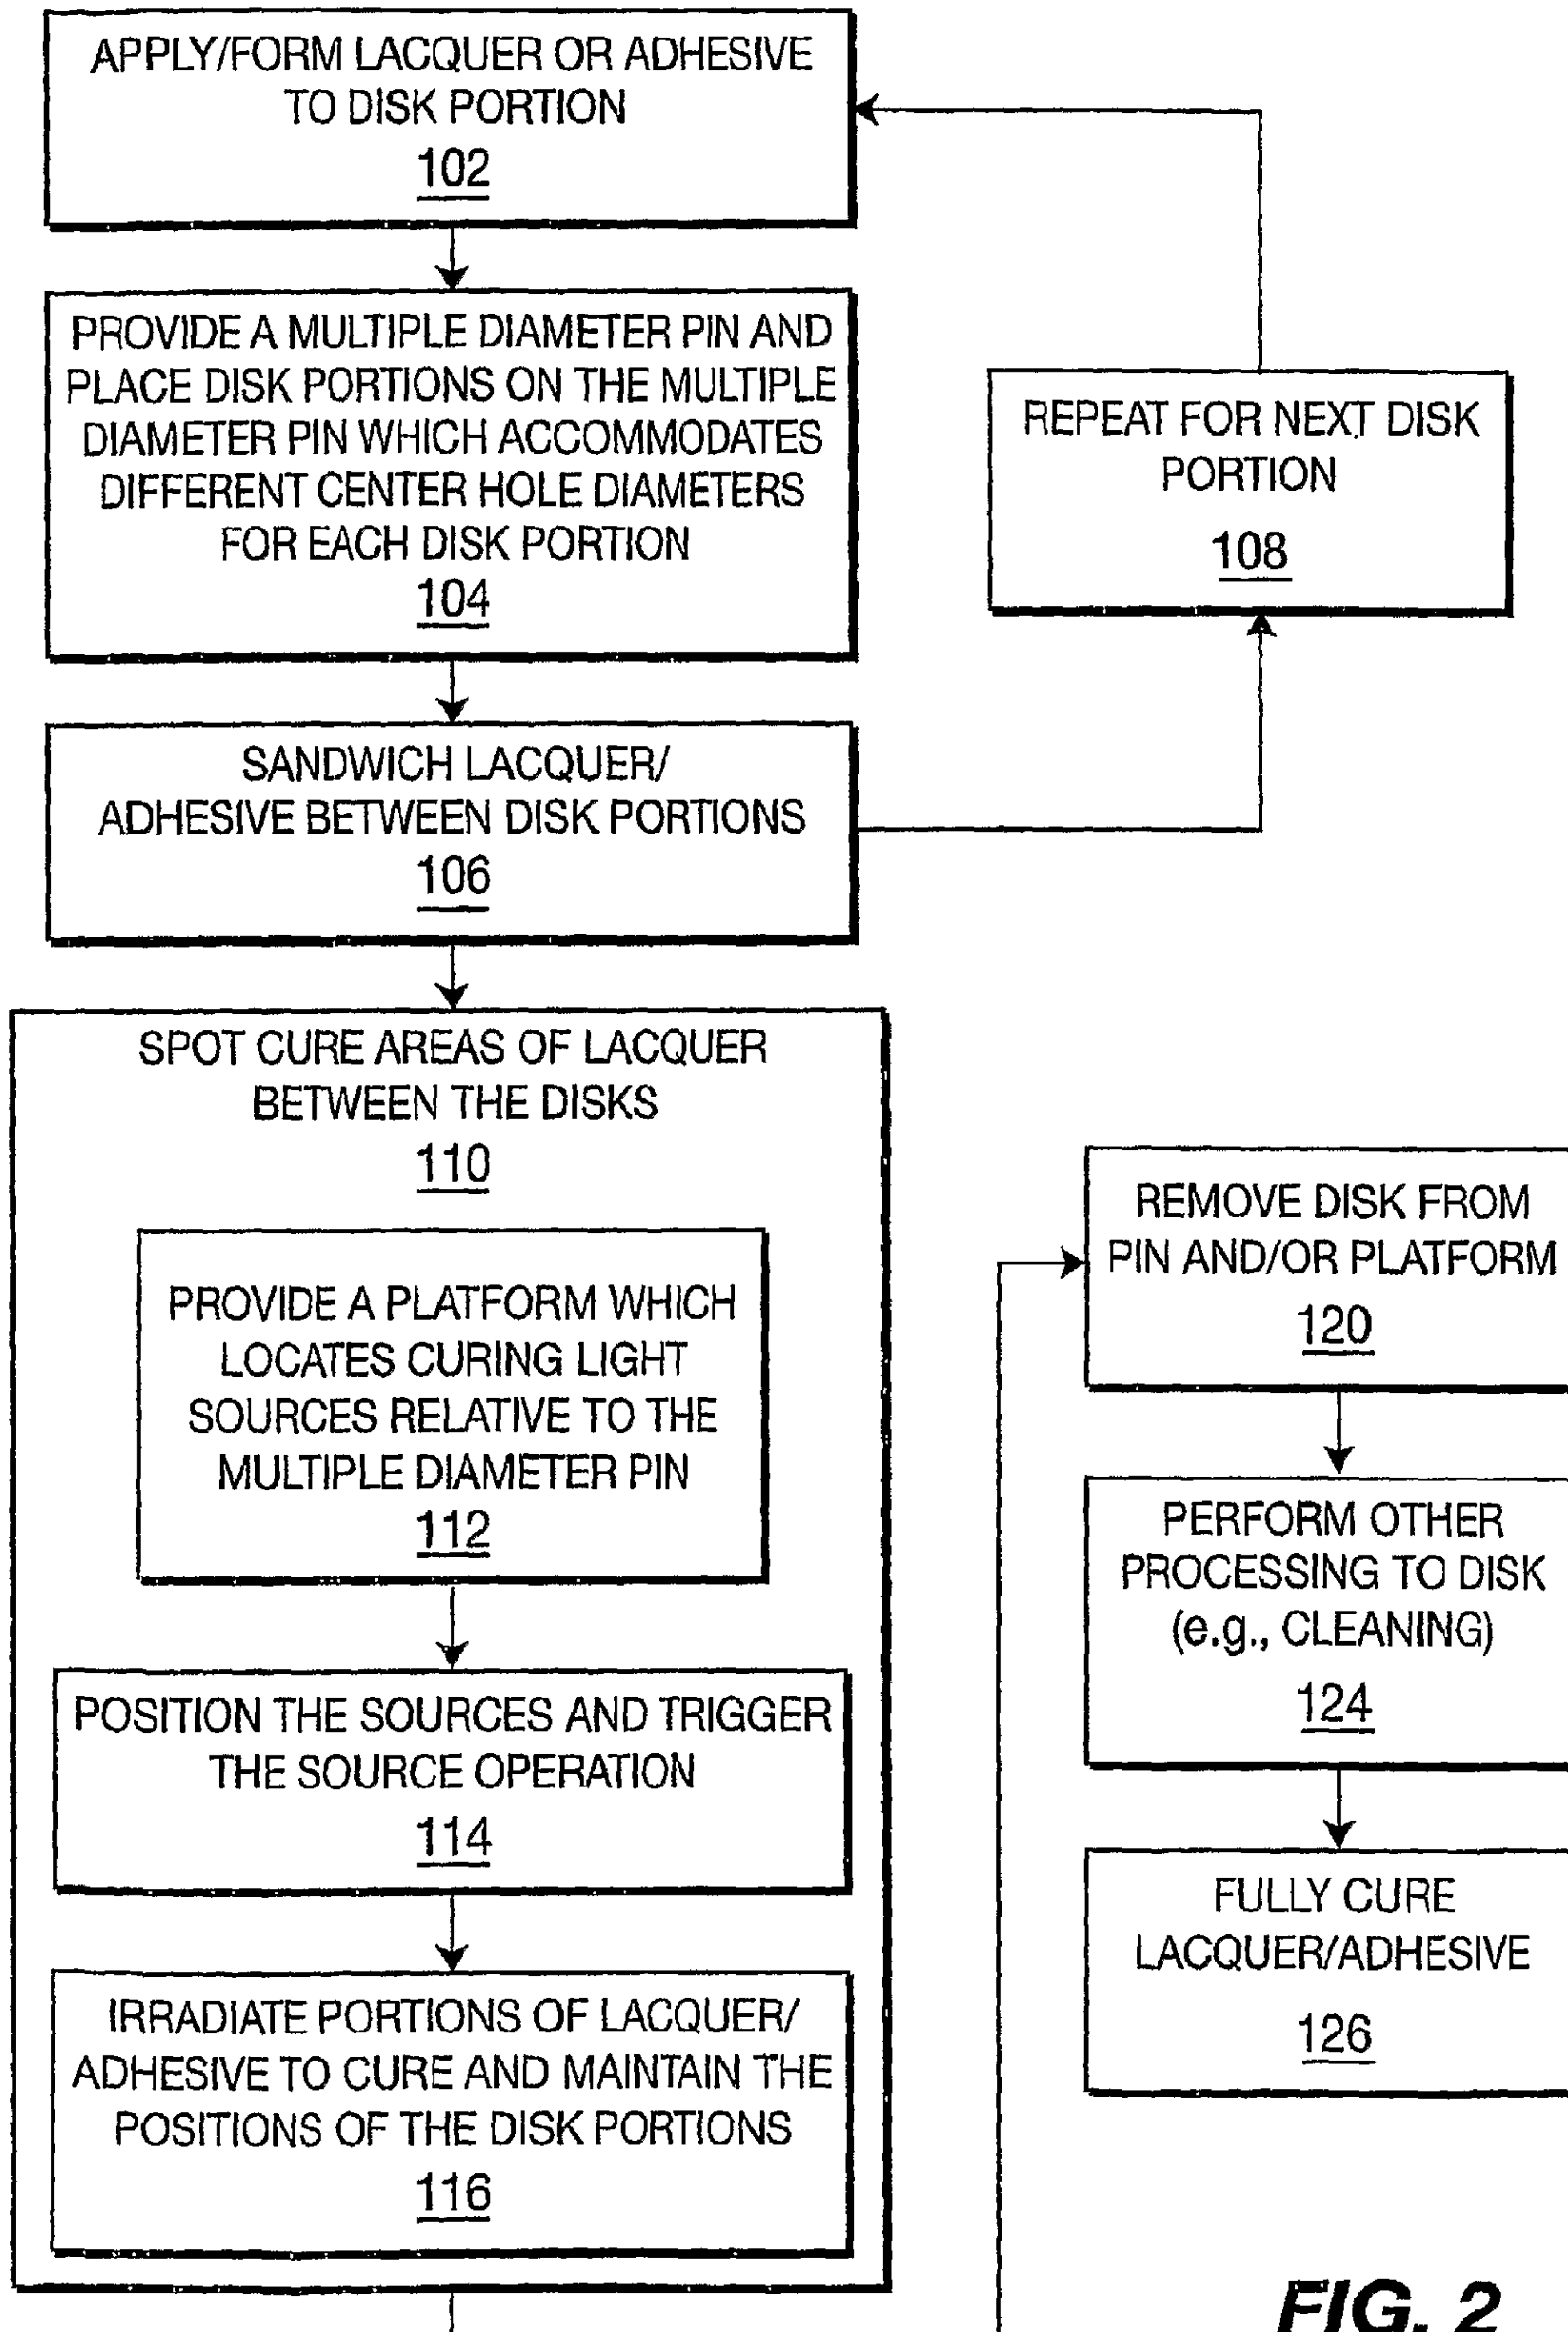 APPLY/FORM LACQUER OR ADHESIVE
TO DISK PORTION
102
PROVIDE A MULTIPLE DIAMETER PIN AND
PLACE DISK PORTIONS ON THE MULTIPLE
DIAMETER PIN WHICH ACCOMMODATES
DIFFERENT CENTER HOLE DIAMETERS
FOR EACH DISK PORTION
104
SANDWICH LACQUER/
ADHESIVE BETWEEN DISK PORTIONS
106
REPEAT FOR NEXT DISK
PORTION
108
SPOT CURE AREAS OF LACQUER
BETWEEN THE DISKS
110
PROVIDE A PLATFORM WHICH
LOCATES CURING LIGHT
SOURCES RELATIVE TO THE
MULTIPLE DIAMETER PIN
112
POSITION THE SOURCES AND TRIGGER
THE SOURCE OPERATION
114
IRRADIATE PORTIONS OF LACQUER/
ADHESIVE TO CURE AND MAINTAIN THE
POSITIONS OF THE DISK PORTIONS
116
REMOVE DISK FROM
PIN AND/OR PLATFORM
120
PERFORM OTHER
PROCESSING TO DISK
(e.g., CLEANING)
124
FULLY CURE
LACQUER/ADHESIVE
126
FIG. 2